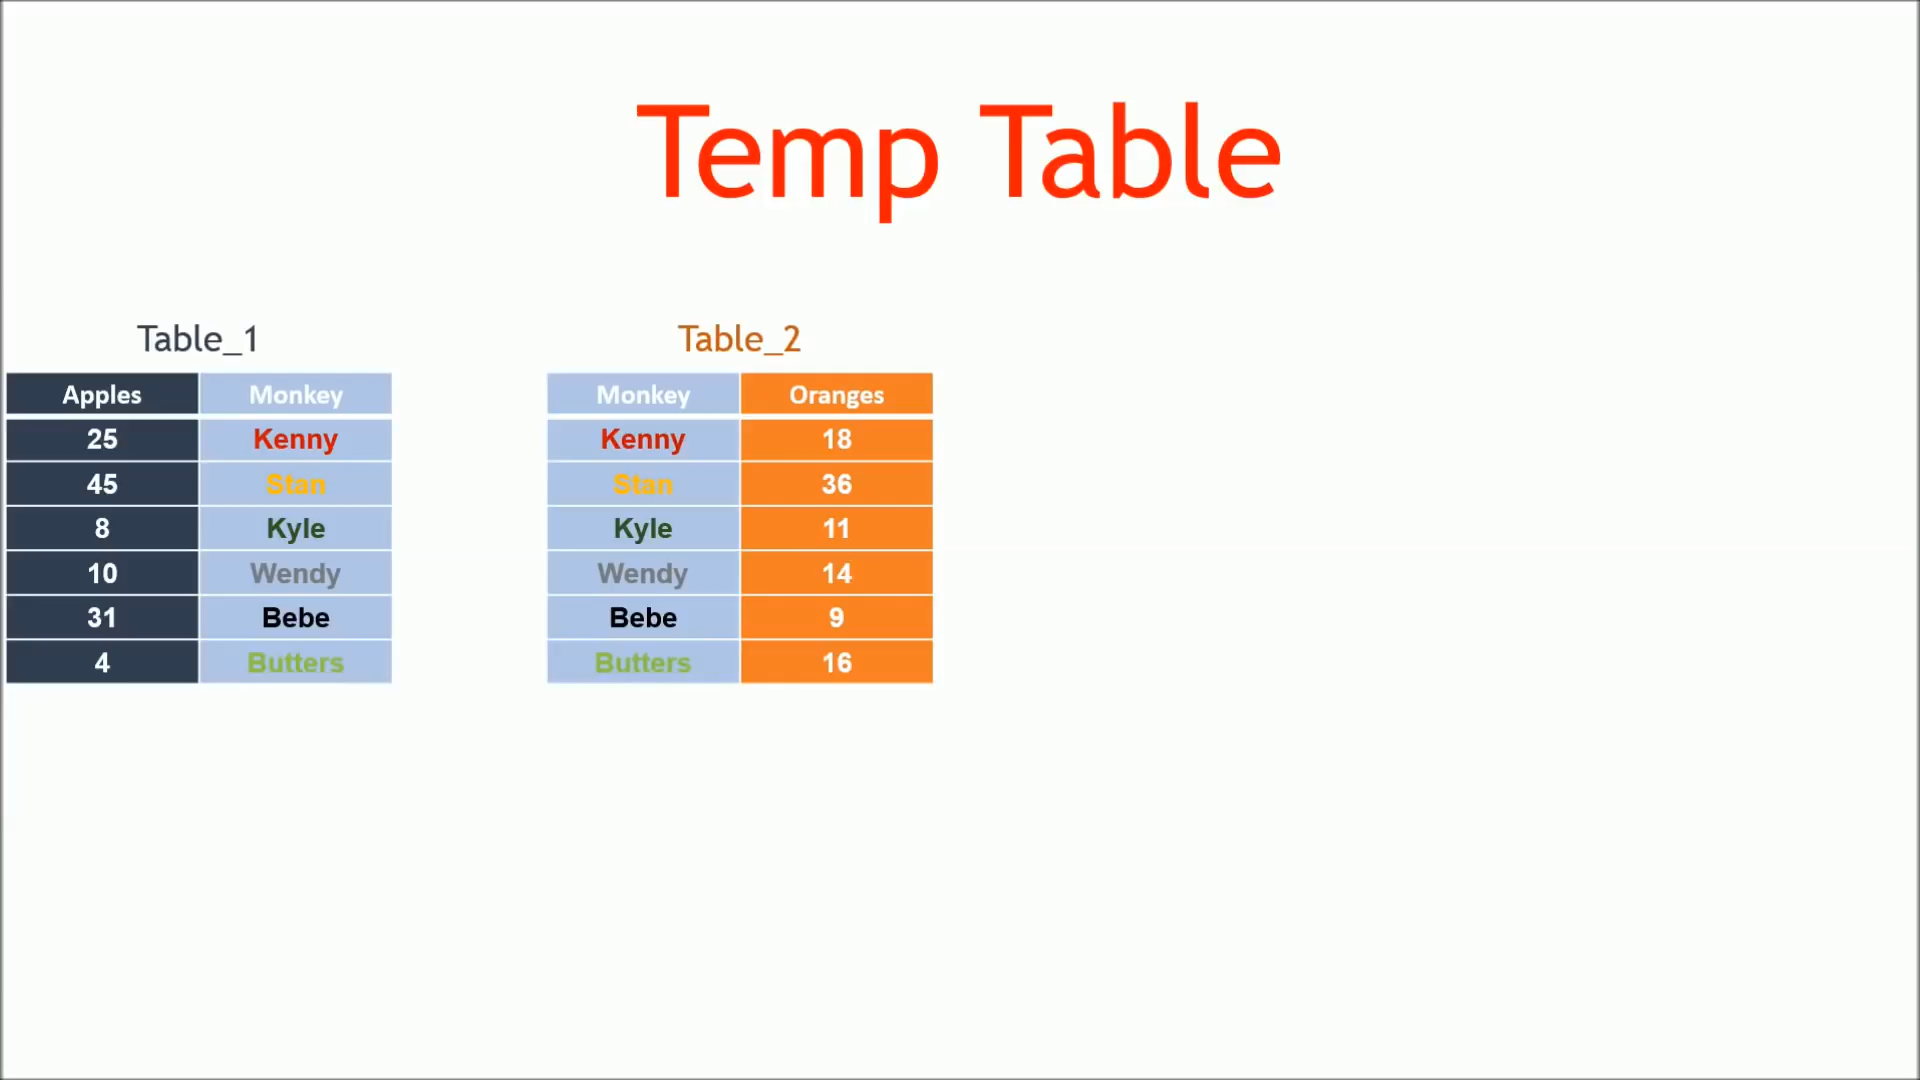 Temp Table
Table_1
Apples Monkey
25 Kenny
45 Stan
8 Kyle
10 Wendy
31 Bebe
4 Butters
Table_2
Monkey Oranges
Kenny 18
Stan 36
Kyle 11
Wendy 14
Bebe 9
Butters 16